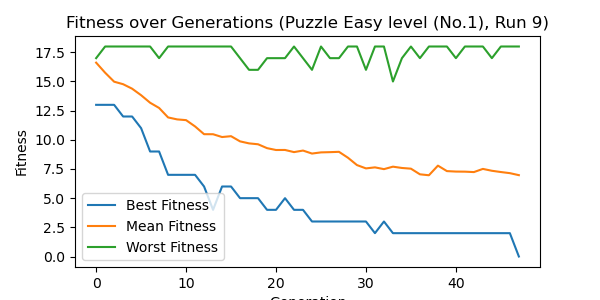 Fitness over Generations (Puzzle Easy level (No.1), Run 9)
Fitness
17.5
15.0
12.5
10.0
7.5
5.0
2.5
0.0
Best Fitness
Mean Fitness
Worst Fitness
0 10 20 30 40
Generation